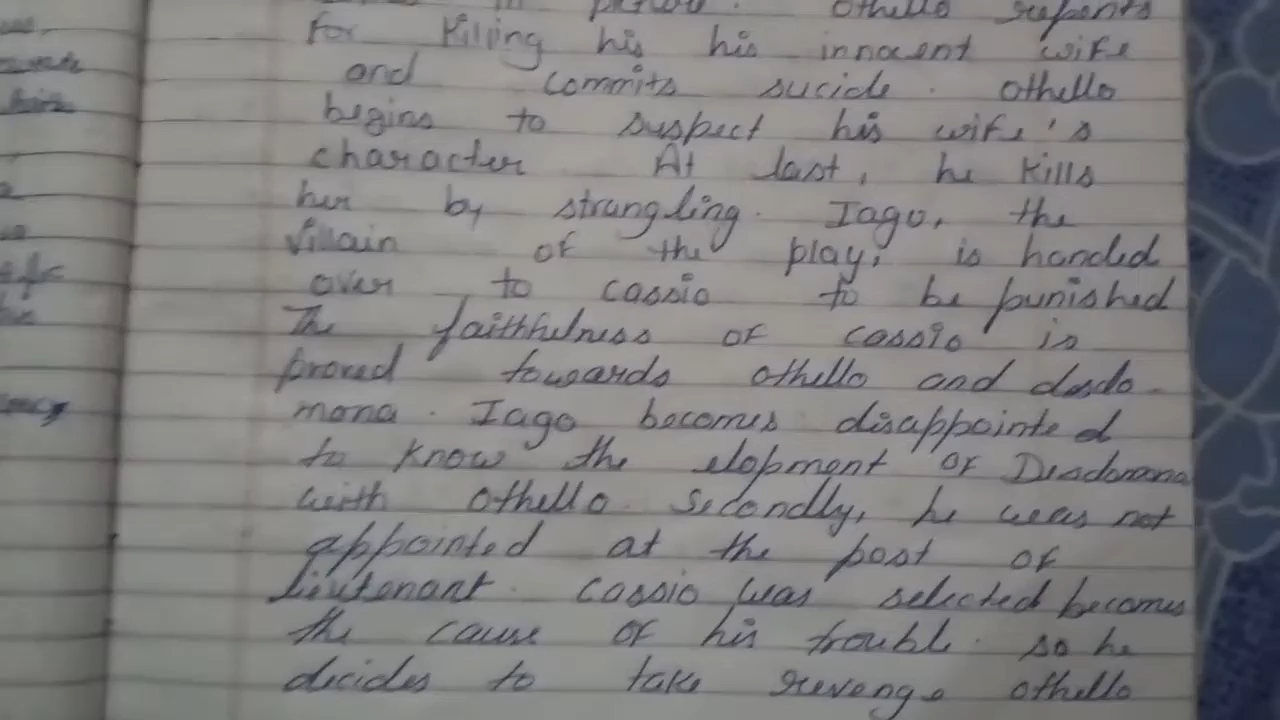 in picture. Othello repents
For Killing his his innocent wife
and commits sucide. Othello
begins to suspect his wife's
character At last, he kills
her by strangling. Iago, the
Villain of the play, is handed
over to cassio to be punished
The faithfulness of cassio is
proved towards Othello and desde
mona. Iago becomes disappointed
to know the elopment of Desdomona
with Othello. Secondly, he was not
appointed at the post of
lieutenant. Cassio was selected becomes
the cause of his trouble. so he
decides to take revenge Othello